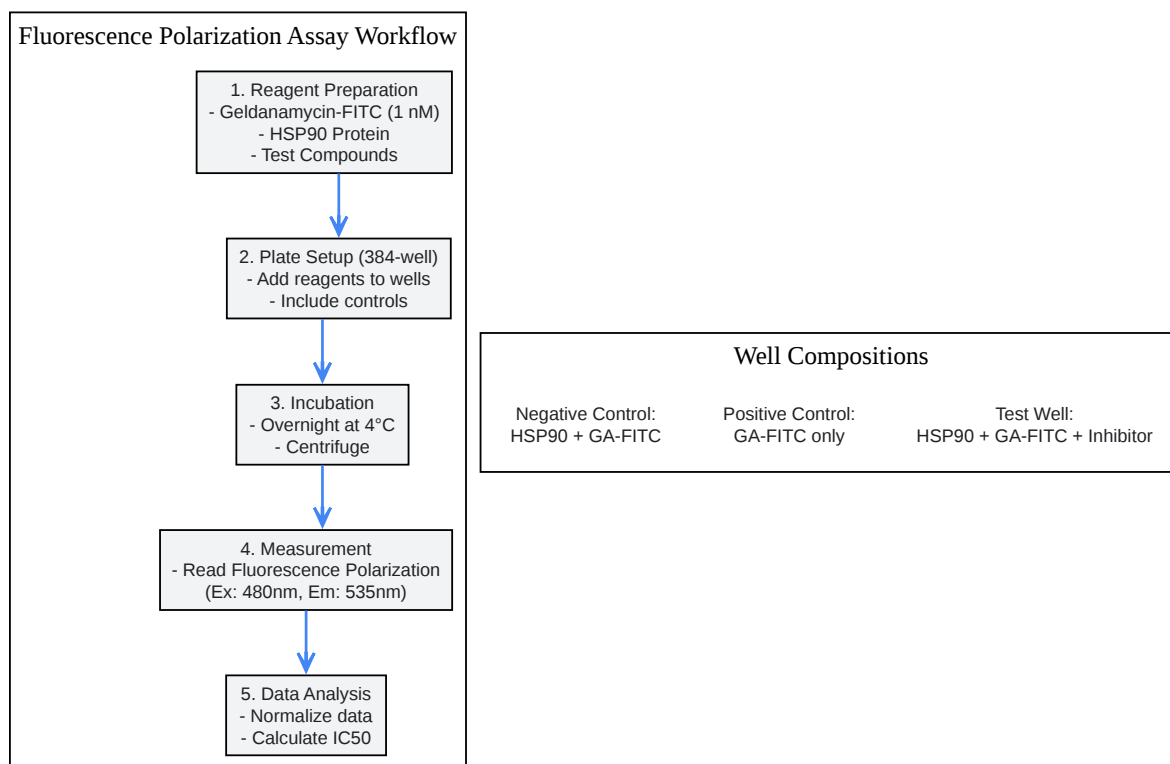 Fluorescence Polarization Assay Workflow
1. Reagent Preparation
- Geldanamycin-FITC (1 nM)
- HSP90 Protein
- Test Compounds
2. Plate Setup (384-well)
- Add reagents to wells
- Include controls
3. Incubation
- Overnight at 4°C
- Centrifuge
4. Measurement
- Read Fluorescence Polarization
(Ex: 480nm, Em: 535nm)
5. Data Analysis
- Normalize data
- Calculate IC50
Well Compositions
Negative Control:
HSP90 + GA-FITC
Positive Control:
GA-FITC only
Test Well:
HSP90 + GA-FITC + Inhibitor